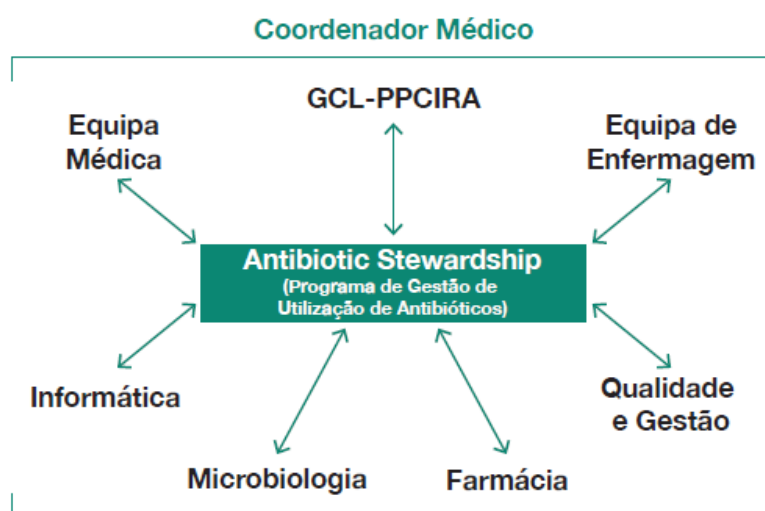 Coordenador Médico
GCL-PPCIRA
Equipa
Médica
Equipa de
Enfermagem
Antibiotic Stewardship
(Programa de Gestão de
Utilização de Antibióticos)
Informática
Qualidade
e Gestão
Microbiologia
Farmácia